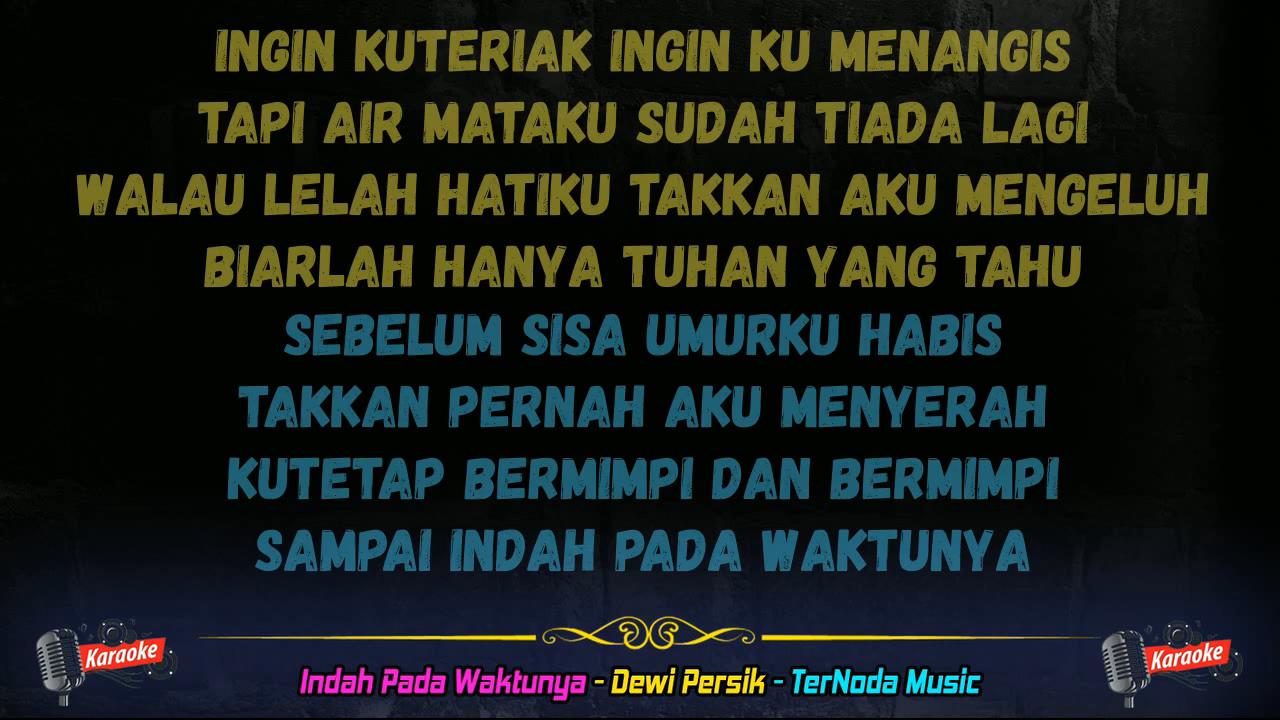 INGIN KUTERIAK INGIN KU MENANGIS
TAPI AIR MATAKU SUDAH TIADA LAGI
WALAU LELAH HATIKU TAKKAN AKU MENGELUH
BIARLAH HANYA TUHAN YANG TAHU
SEBELUM SISA UMURKU HABIS
TAKKAN PERNAH AKU MENYERAH
KUTETAP BERMIMPI DAN BERMIMPI
SAMPAI INDAH PADA WAKTUNYA
Karaoke
Karaoke
Indah Pada Waktunya - Dewi Persik - TerNoda Music